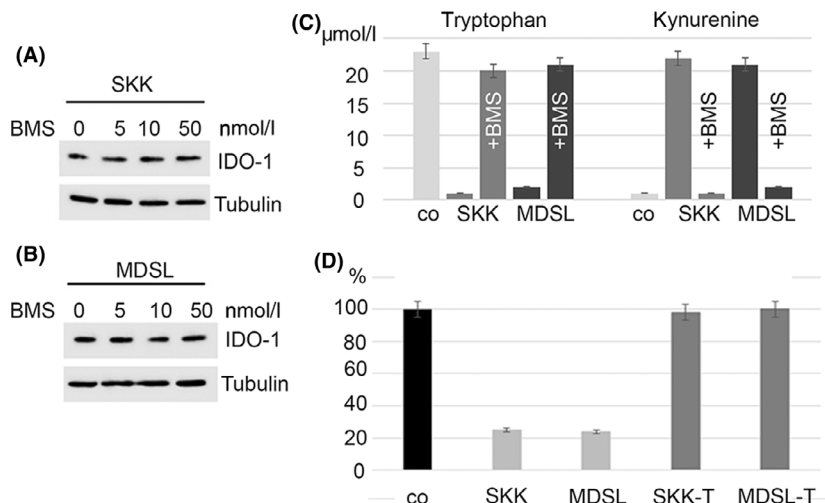 (A)
SKK
BMS 0 5 10 50 nmol/l
IDO-1
Tubulin
(B)
MDSL
BMS 0 5 10 50 nmol/l
IDO-1
Tubulin
(C)
µmol/l
Tryptophan Kynurenine
20
15
10
5
0
+BMS
+BMS
+BMS
+BMS
co SKK MDSL co SKK MDSL
(D)
%
100
80
60
40
20
0
co SKK MDSL SKK-T MDSL-T